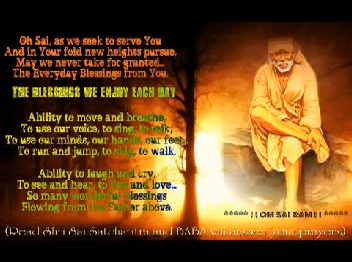 Oh Sai, as we seek to serve You
And in Your fold new heights pursue,
May we never take for granted...
The Everyday Blessings from You.
THE BLESSINGS WE ENJOY EACH DAY
Ability to move and breathe,
To use our voice, to sing, to talk,
To use our minds, our hands, our feet,
To run and jump, to to walk.
Ability to laugh and cry,
To see and hear, to and love...
So many wonderful blessings
Flowing from the above.
***** !! OM SAI RAM!! *****
(Read Shri Sai Satcharitra and BABA will answer your prayers)